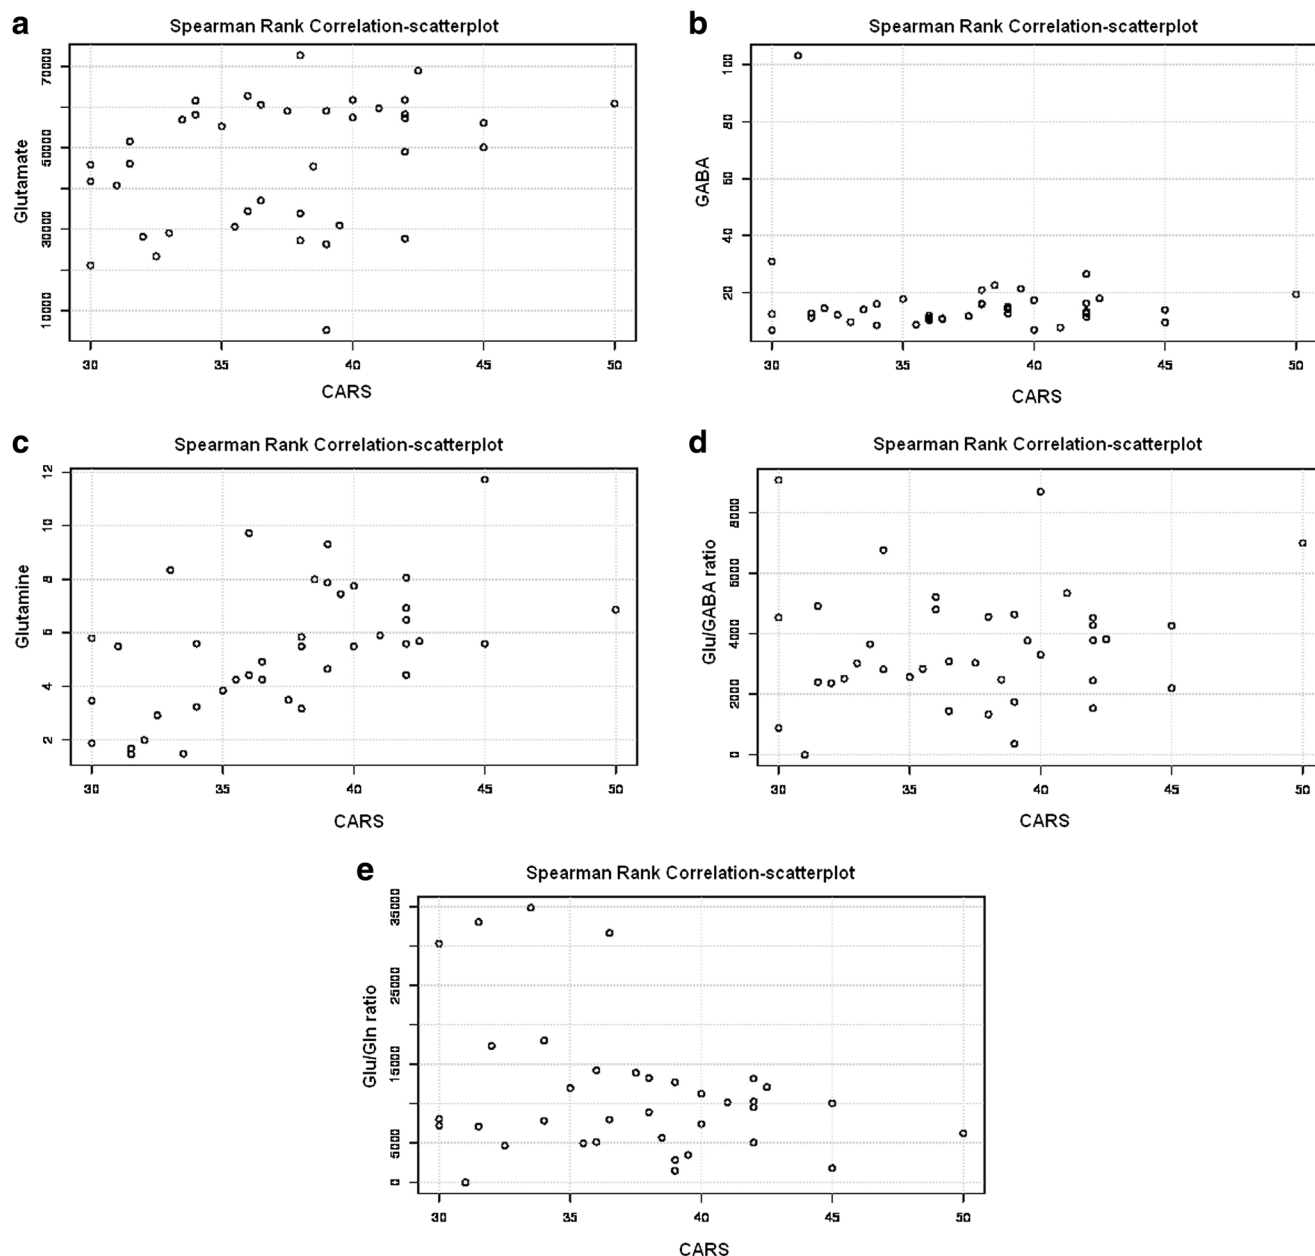 a
Spearman Rank Correlation-scatterplot
Glutamate
70000
50000
30000
10000
30 35 40 45 50
CARS
b
Spearman Rank Correlation-scatterplot
GABA
100
80
60
40
20
30 35 40 45 50
CARS
c
Spearman Rank Correlation-scatterplot
Glutamine
12
10
8
6
4
2
30 35 40 45 50
CARS
d
Spearman Rank Correlation-scatterplot
Glu/GABA ratio
8000
6000
4000
2000
0
30 35 40 45 50
CARS
e
Spearman Rank Correlation-scatterplot
Glu/Gln ratio
35000
25000
15000
5000
0
30 35 40 45 50
CARS